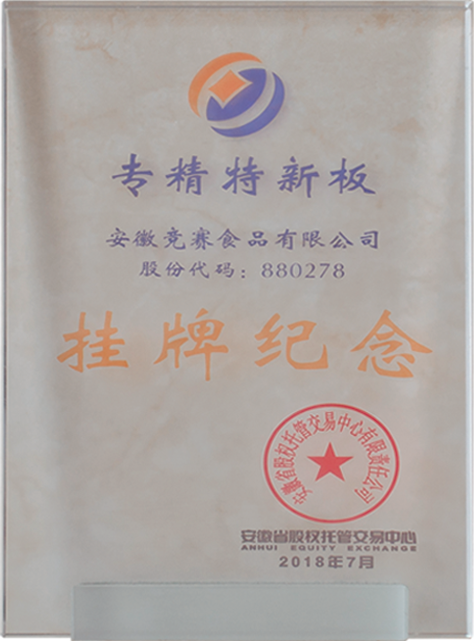 专精特新板
安徽竞赛食品有限公司
股份代码：880278
挂牌纪念
安徽省股权托管交易中心有限责任公司
安徽省股权托管交易中心
ANHUI EQUITY EXCHANGE
2018年7月